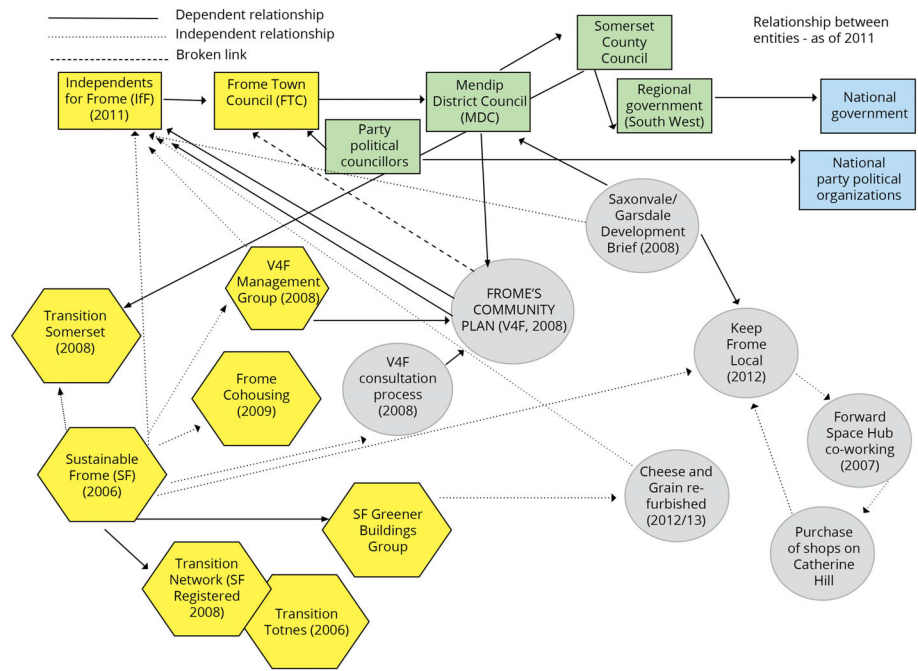 Dependent relationship
Independent relationship
Broken link
Relationship between
entities - as of 2011
Independents
for Frome (IfF)
(2011)
Frome Town
Council (FTC)
Mendip
District Council
(MDC)
Somerset
County
Council
Regional
government
(South West)
National
government
Party
political
councillors
National
party political
organizations
Saxonvale/
Garsdale
Development
Brief (2008)
V4F
Management
Group (2008)
FROME'S
COMMUNITY
PLAN (V4F, 2008)
Transition
Somerset
(2008)
Keep
Frome
Local
(2012)
V4F
consultation
process
(2008)
Frome
Cohousing
(2009)
Forward
Space Hub
co-working
(2007)
Sustainable
Frome (SF)
(2006)
Cheese and
Grain re-
furbished
(2012/13)
SF Greener
Buildings
Group
Purchase
of shops on
Catherine
Hill
Transition
Network (SF
Registered
2008)
Transition
Totnes (2006)